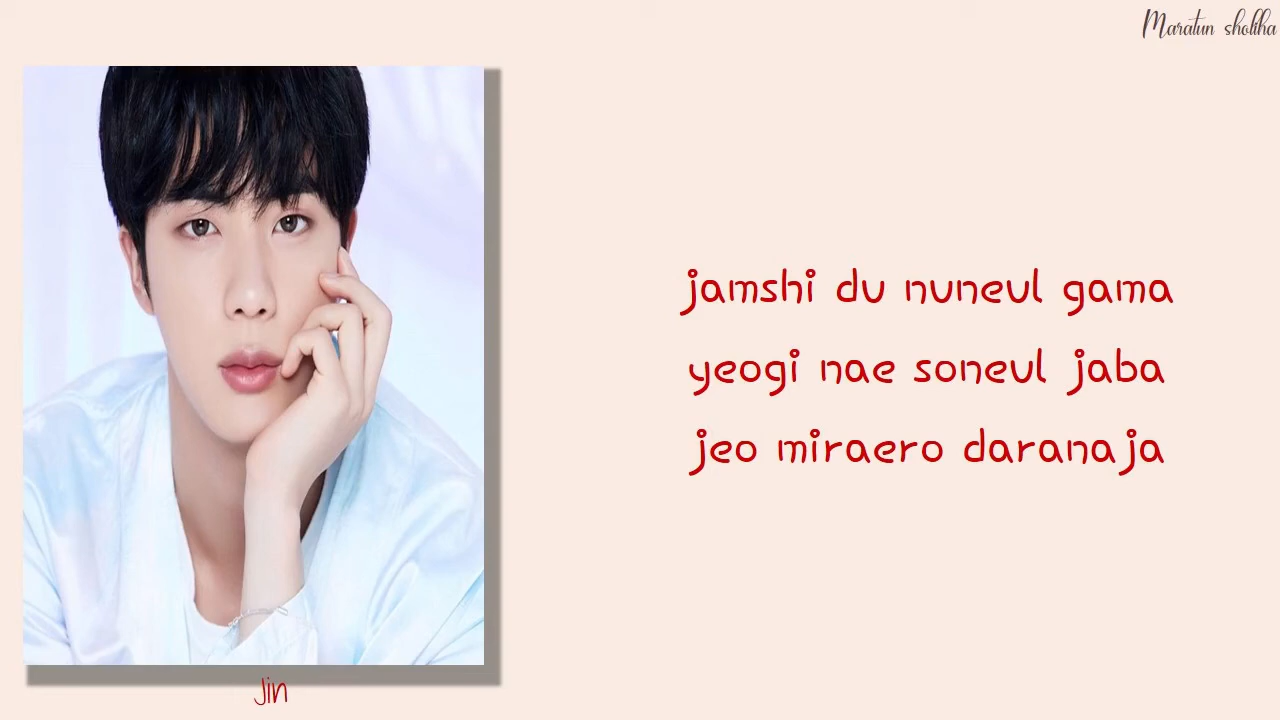 Maratun sholiha
jamshi du nuneul gama
yeogi nae soneul jaba
jeo miraero daranaja
Jin